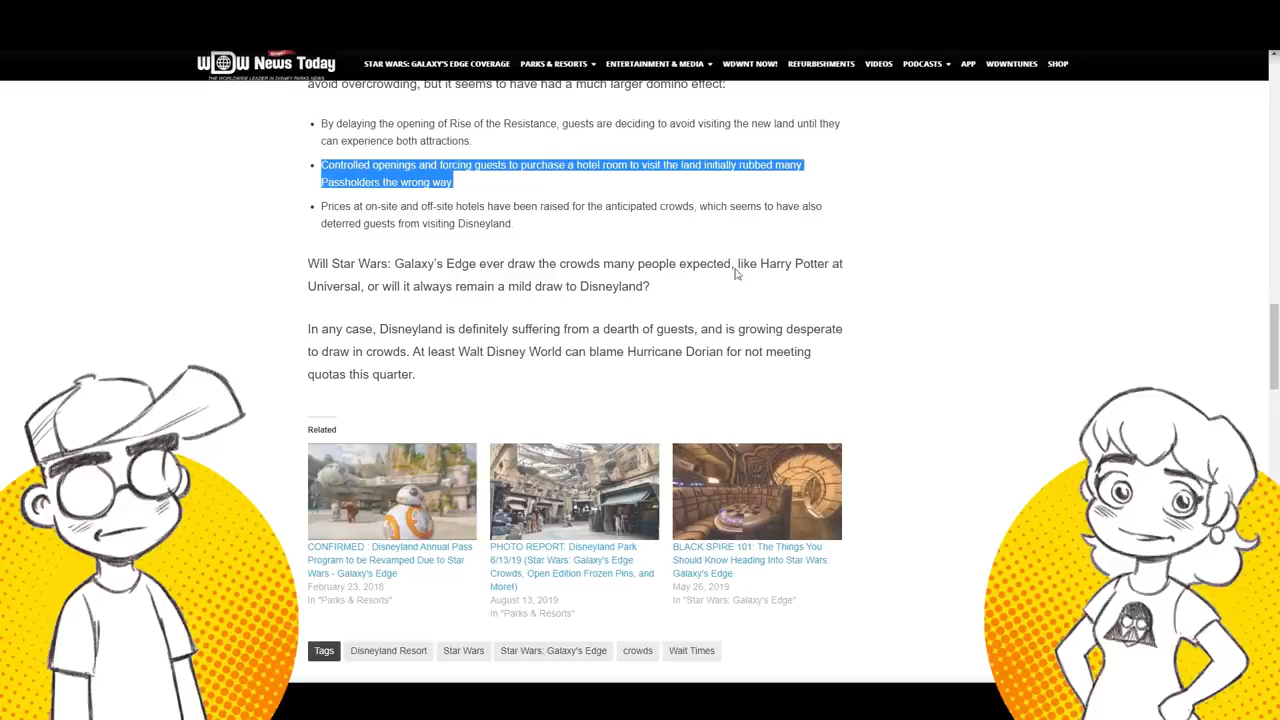 WDW News Today
THE WORLDWIDE LEADER IN DISNEY PARKS NEWS
STAR WARS: GALAXY'S EDGE COVERAGE PARKS & RESORTS ENTERTAINMENT & MEDIA WDWNT NOW! REFURBISHMENTS VIDEOS PODCASTS APP WDWNTUNES SHOP
avoid overcrowding, but it seems to have had a much larger domino effect:
• By delaying the opening of Rise of the Resistance, guests are deciding to avoid visiting the new land until they
can experience both attractions.
• Controlled openings and forcing guests to purchase a hotel room to visit the land initially rubbed many
Passholders the wrong way
• Prices at on-site and off-site hotels have been raised for the anticipated crowds, which seems to have also
deterred guests from visiting Disneyland.
Will Star Wars: Galaxy's Edge ever draw the crowds many people expected, like Harry Potter at
Universal, or will it always remain a mild draw to Disneyland?
In any case, Disneyland is definitely suffering from a dearth of guests, and is growing desperate
to draw in crowds. At least Walt Disney World can blame Hurricane Dorian for not meeting
quotas this quarter.
Related
CONFIRMED : Disneyland Annual Pass
Program to be Revamped Due to Star
Wars - Galaxy's Edge
February 23, 2018
In "Parks & Resorts"
PHOTO REPORT: Disneyland Park
8/13/19 (Star Wars: Galaxy's Edge
Crowds, Open Edition Frozen Pins, and
More!)
August 13, 2019
In "Parks & Resorts"
BLACK SPIRE 101: The Things You
Should Know Heading Into Star Wars:
Galaxy's Edge
May 26, 2019
In "Star Wars: Galaxy's Edge"
Tags Disneyland Resort Star Wars Star Wars: Galaxy's Edge crowds Wait Times